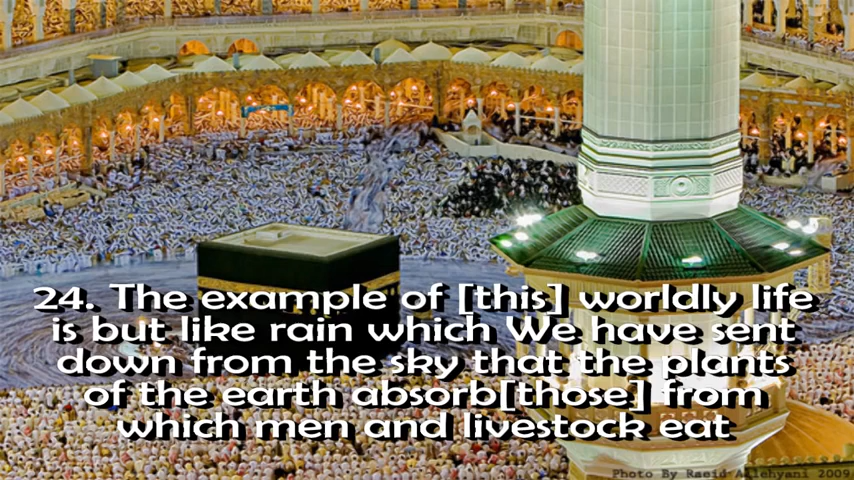 24. The example of [this] worldly life
is but like rain which We have sent
down from the sky that the plants
of the earth absorb[those] from
which men and livestock eat
Photo By Raeid Allehyani 2009